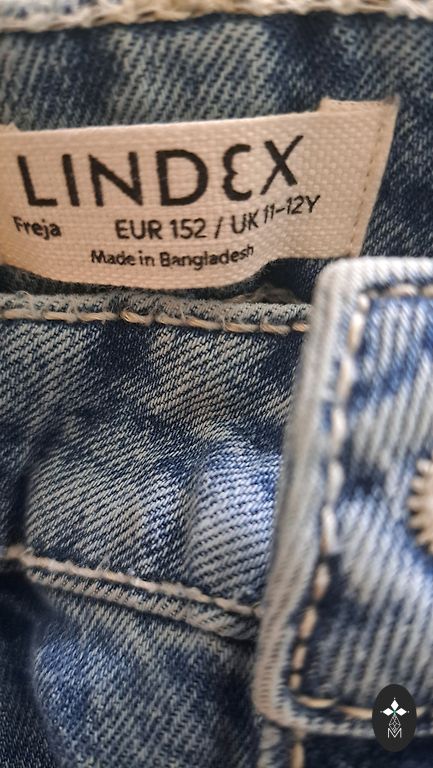 LINDEX
Freja EUR 152 / UK 11-12Y
Made in Bangladesh
M